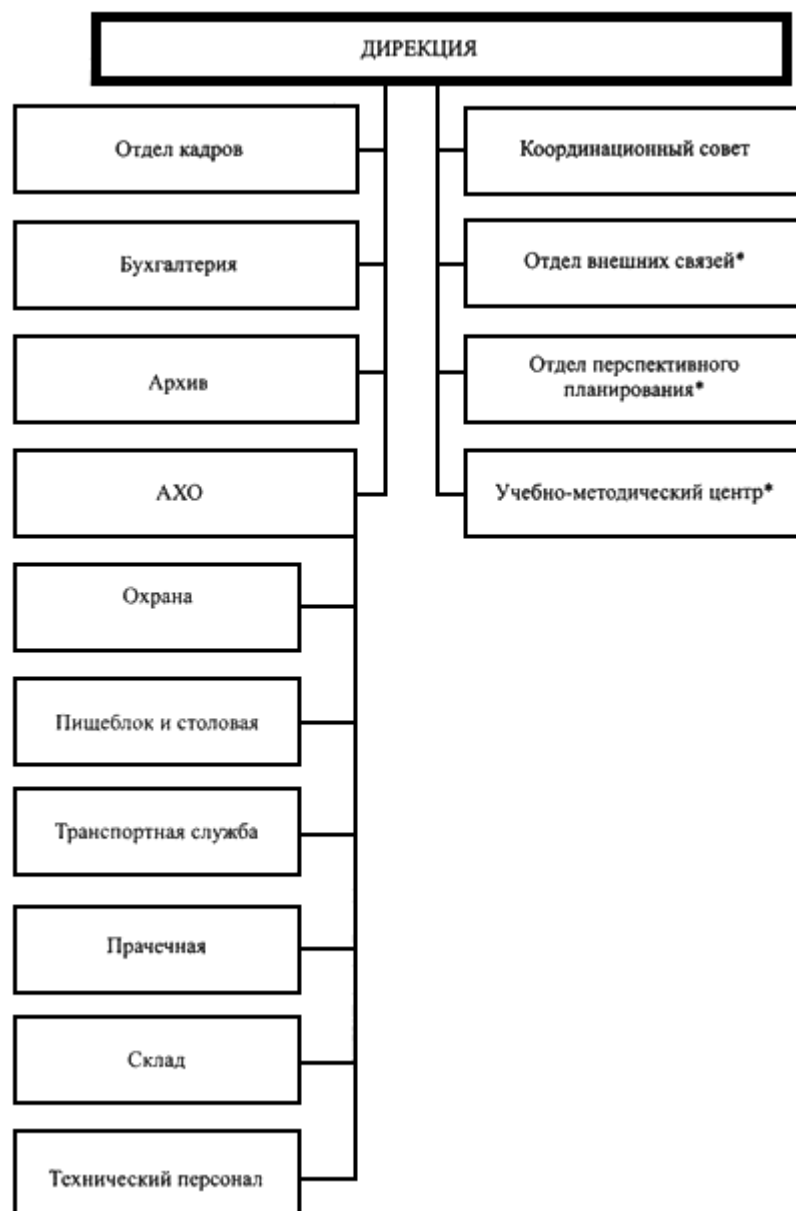 ДИРЕКЦИЯ
Отдел кадров
Бухгалтерия
Архив
АХО
Охрана
Пищеблок и столовая
Транспортная служба
Прачечная
Склад
Технический персонал
Координационный совет
Отдел внешних связей*
Отдел перспективного
планирования*
Учебно-методический центр*